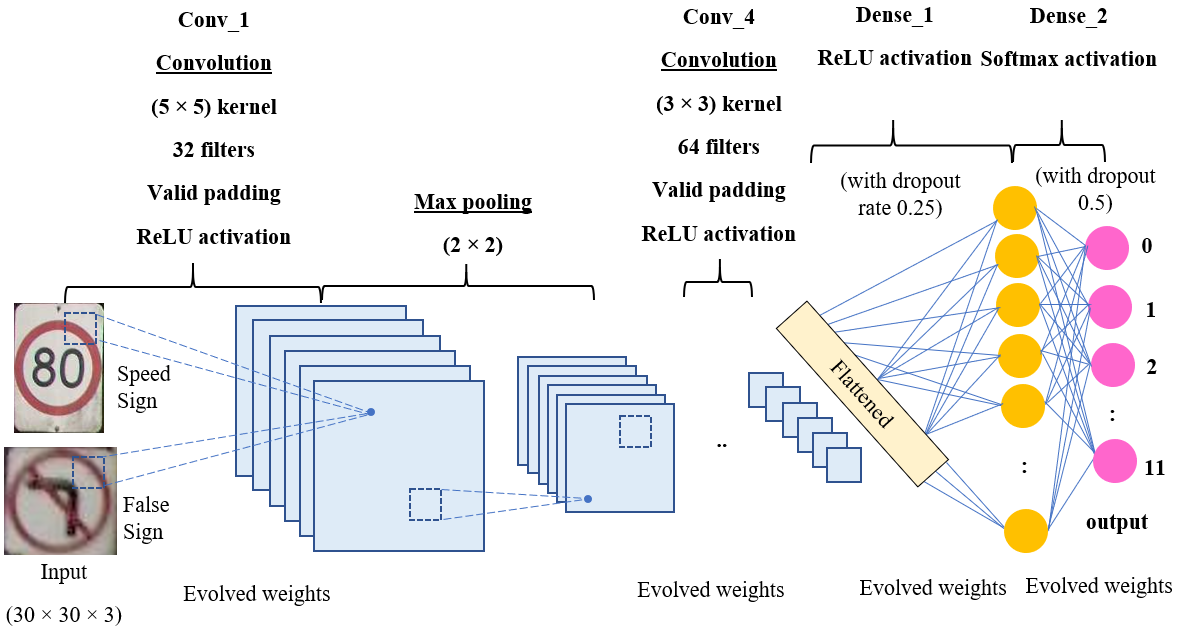 Conv_1
Convolution
(5 × 5) kernel
32 filters
Valid padding
ReLU activation
Max pooling
(2 × 2)
Conv_4
Convolution
(3 × 3) kernel
64 filters
Valid padding
ReLU activation
Dense_1
ReLU activation
Dense_2
Softmax activation
(with dropout
rate 0.25)
(with dropout
0.5)
80
Speed
Sign
False
Sign
Input
(30 × 30 × 3)
..
Flattened
:
0
1
2
:
11
output
Evolved weights
Evolved weights
Evolved weights
Evolved weights